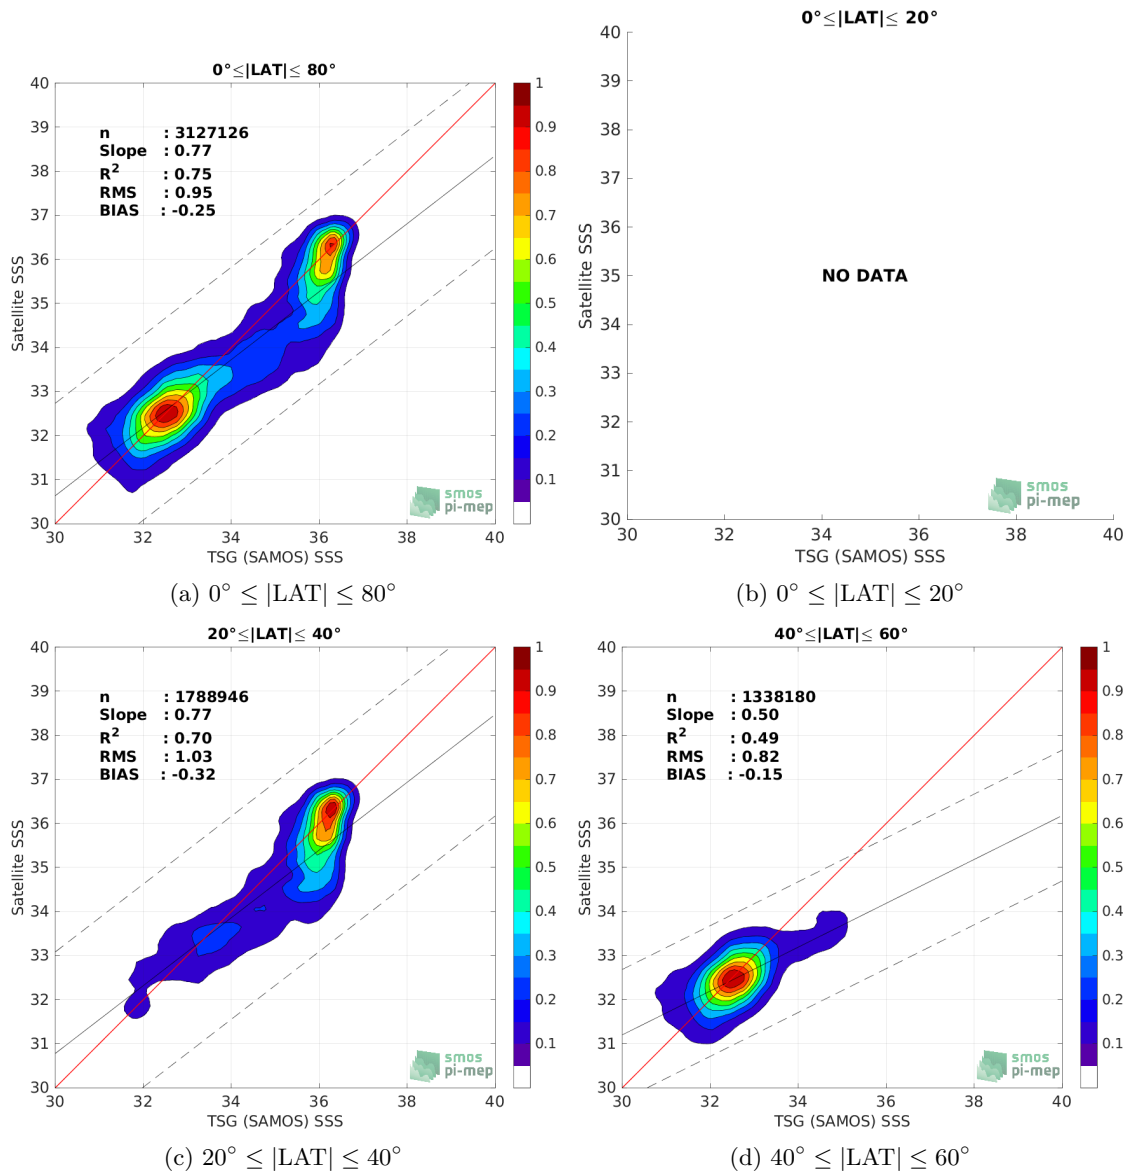 0°≤|LAT|≤ 80°
40
39
38
37
36
35
34
33
32
31
30
Satellite SSS
n : 3127126
Slope : 0.77
R2 : 0.75
RMS : 0.95
BIAS : -0.25
smos
pi-mep
30 32 34 36 38 40
TSG (SAMOS) SSS
1
0.9
0.8
0.7
0.6
0.5
0.4
0.3
0.2
0.1
(a) 0° ≤ |LAT| ≤ 80°
0°≤|LAT|≤ 20°
40
39
38
37
36
35
34
33
32
31
30
Satellite SSS
NO DATA
smos
pi-mep
30 32 34 36 38 40
TSG (SAMOS) SSS
(b) 0° ≤ |LAT| ≤ 20°
20°≤|LAT|≤ 40°
40
39
38
37
36
35
34
33
32
31
30
Satellite SSS
n : 1788946
Slope : 0.77
R2 : 0.70
RMS : 1.03
BIAS : -0.32
smos
pi-mep
30 32 34 36 38 40
TSG (SAMOS) SSS
1
0.9
0.8
0.7
0.6
0.5
0.4
0.3
0.2
0.1
(c) 20° ≤ |LAT| ≤ 40°
40°≤|LAT|≤ 60°
40
39
38
37
36
35
34
33
32
31
30
Satellite SSS
n : 1338180
Slope : 0.50
R2 : 0.49
RMS : 0.82
BIAS : -0.15
smos
pi-mep
30 32 34 36 38 40
TSG (SAMOS) SSS
1
0.9
0.8
0.7
0.6
0.5
0.4
0.3
0.2
0.1
(d) 40° ≤ |LAT| ≤ 60°